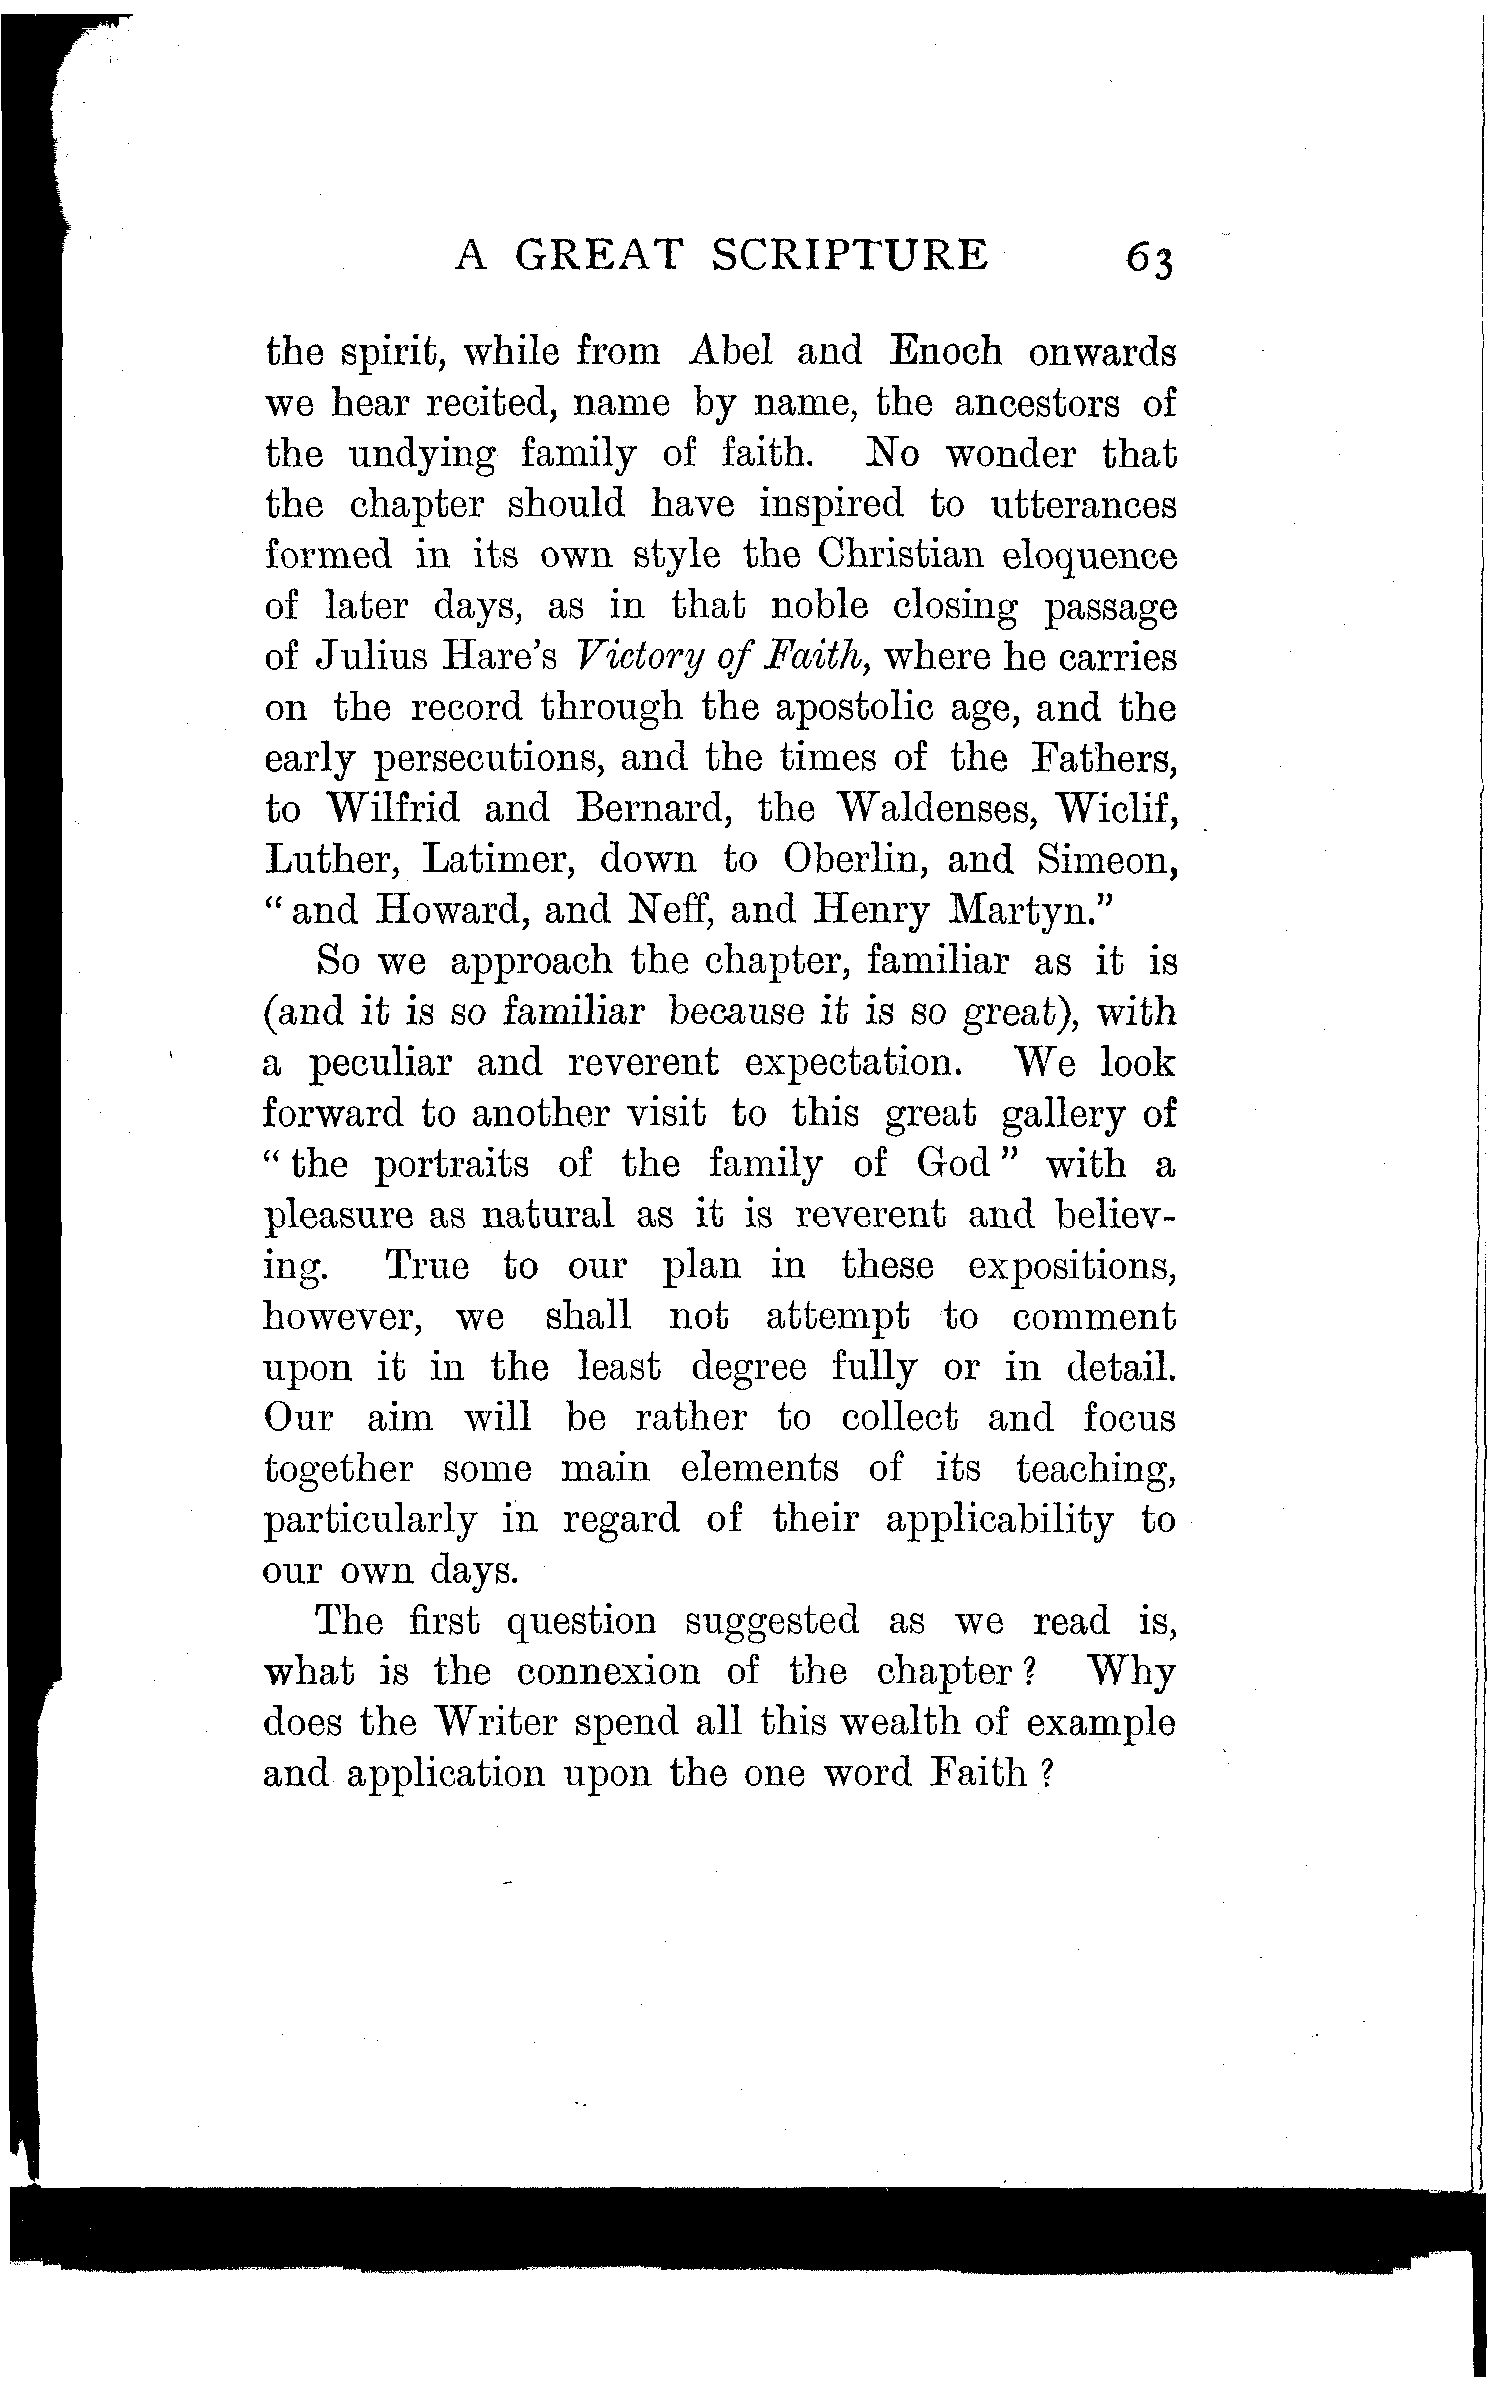 A GREAT SCRIPTURE 63
the spirit, while from Abel and Enoch onwards
we hear recited, name by name, the ancestors of
the undying family of faith. No wonder that
the chapter should have inspired to utterances
formed in its own style the Christian eloquence
of later days, as in that noble closing passage
of Julius Hare's Victory of Faith, where he carries
on the record through the apostolic age, and the
early persecutions, and the times of the Fathers,
to Wilfrid and Bernard, the Waldenses, Wiclif,
Luther, Latimer, down to Oberlin, and Simeon,
“ and Howard, and Neff, and Henry Martyn.”
So we approach the chapter, familiar as it is
(and it is so familiar because it is so great), with
a peculiar and reverent expectation. We look
forward to another visit to this great gallery of
“ the portraits of the family of God ” with a
pleasure as natural as it is reverent and believ-
ing. True to our plan in these expositions,
however, we shall not attempt to comment
upon it in the least degree fully or in detail.
Our aim will be rather to collect and focus
together some main elements of its teaching,
particularly in regard of their applicability to
our own days.
The first question suggested as we read is,
what is the connexion of the chapter ? Why
does the Writer spend all this wealth of example
and application upon the one word Faith ?